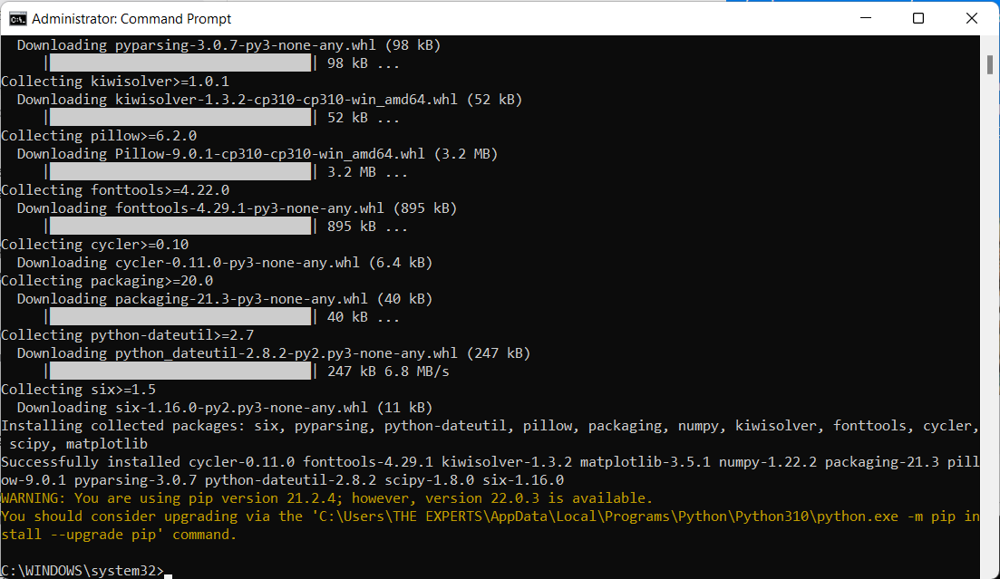 Administrator: Command Prompt
Downloading pyparsing-3.0.7-py3-none-any.whl (98 kB)
| | 98 kB ...
Collecting kiwisolver>=1.0.1
Downloading kiwisolver-1.3.2-cp310-cp310-win_amd64.whl (52 kB)
| | 52 kB ...
Collecting pillow>=6.2.0
Downloading Pillow-9.0.1-cp310-cp310-win_amd64.whl (3.2 MB)
| | 3.2 MB ...
Collecting fonttools>=4.22.0
Downloading fonttools-4.29.1-py3-none-any.whl (895 kB)
| | 895 kB ...
Collecting cycler>=0.10
Downloading cycler-0.11.0-py3-none-any.whl (6.4 kB)
Collecting packaging>=20.0
Downloading packaging-21.3-py3-none-any.whl (40 kB)
| | 40 kB ...
Collecting python-dateutil>=2.7
Downloading python_dateutil-2.8.2-py2.py3-none-any.whl (247 kB)
| | 247 kB 6.8 MB/s
Collecting six>=1.5
Downloading six-1.16.0-py2.py3-none-any.whl (11 kB)
Installing collected packages: six, pyparsing, python-dateutil, pillow, packaging, numpy, kiwisolver, fonttools, cycler,
scipy, matplotlib
Successfully installed cycler-0.11.0 fonttools-4.29.1 kiwisolver-1.3.2 matplotlib-3.5.1 numpy-1.22.2 packaging-21.3 pill
ow-9.0.1 pyparsing-3.0.7 python-dateutil-2.8.2 scipy-1.8.0 six-1.16.0
WARNING: You are using pip version 21.2.4; however, version 22.0.3 is available.
You should consider upgrading via the 'C:\Users\THE EXPERTS\AppData\Local\Programs\Python\Python310\python.exe -m pip in
stall --upgrade pip' command.
C:\WINDOWS\system32>